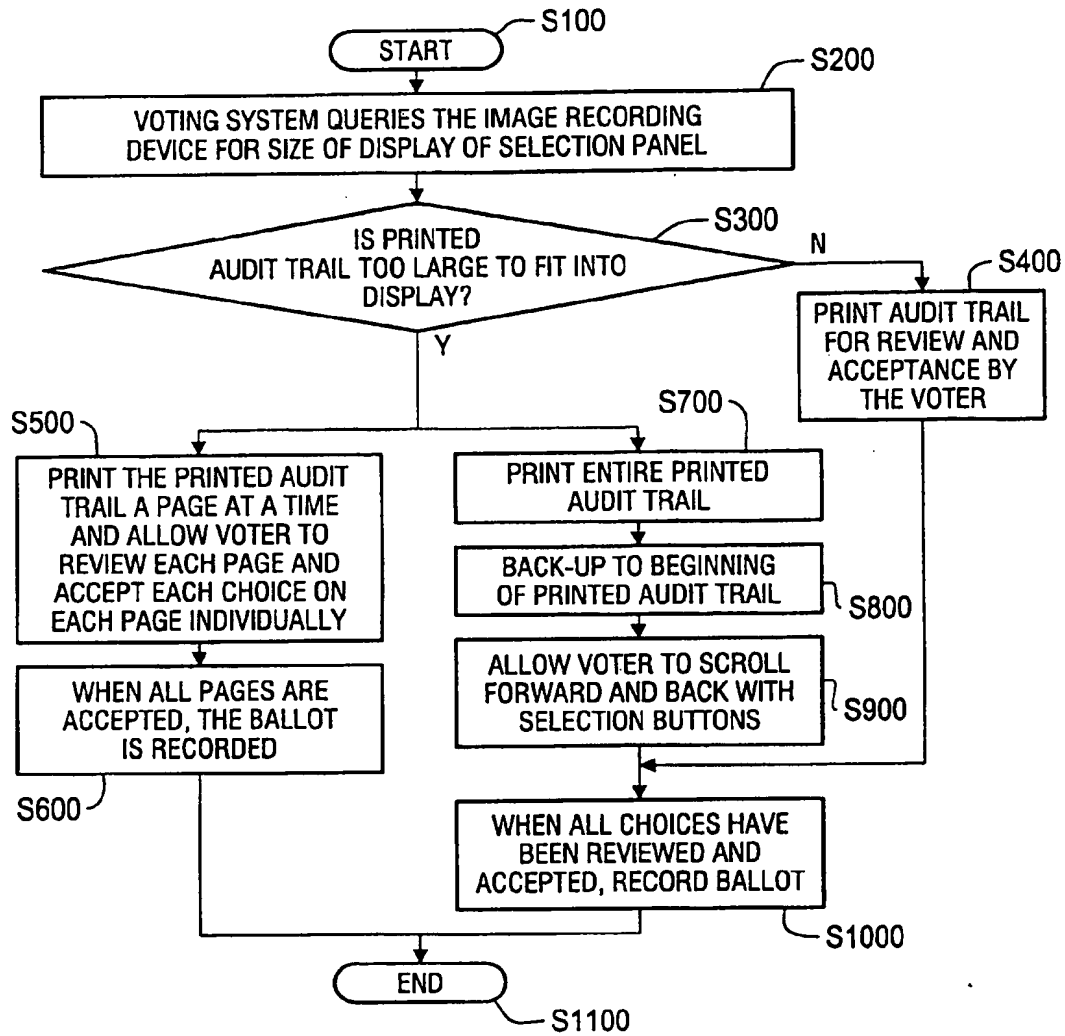 S100
START
S200
VOTING SYSTEM QUERIES THE IMAGE RECORDING
DEVICE FOR SIZE OF DISPLAY OF SELECTION PANEL
S300
IS PRINTED
AUDIT TRAIL TOO LARGE TO FIT INTO
DISPLAY?
N
Y
S400
PRINT AUDIT TRAIL
FOR REVIEW AND
ACCEPTANCE BY
THE VOTER
S500
PRINT THE PRINTED AUDIT
TRAIL A PAGE AT A TIME
AND ALLOW VOTER TO
REVIEW EACH PAGE AND
ACCEPT EACH CHOICE ON
EACH PAGE INDIVIDUALLY
WHEN ALL PAGES ARE
ACCEPTED, THE BALLOT
IS RECORDED
S600
S700
PRINT ENTIRE PRINTED
AUDIT TRAIL
BACK-UP TO BEGINNING
OF PRINTED AUDIT TRAIL
S800
ALLOW VOTER TO SCROLL
FORWARD AND BACK WITH
SELECTION BUTTONS
S900
WHEN ALL CHOICES HAVE
BEEN REVIEWED AND
ACCEPTED, RECORD BALLOT
S1000
END
S1100